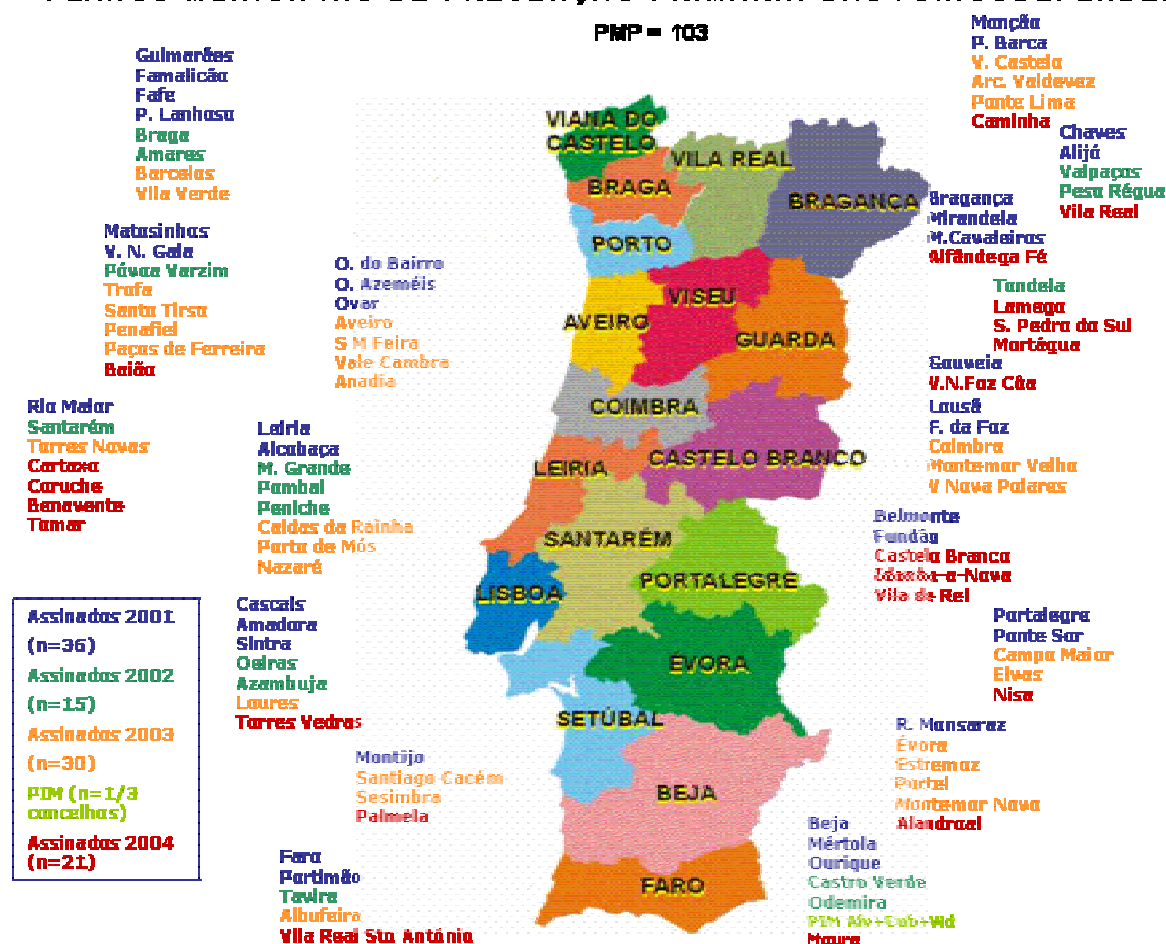 PMP = 103
Guimarães
Famalicão
Fafe
P. Lanhoso
Braga
Amares
Barcelos
Vila Verde
Matosinhos
V. N. Gaia
Póvoa Varzim
Trofa
Santo Tirso
Penafiel
Paços de Ferreira
Baião
O. do Bairro
O. Azeméis
Ovar
Aveiro
S M Feira
Vale Cambra
Anadia
Rio Maior
Santarém
Torres Novas
Cartaxo
Coruche
Benavente
Tomar
Leiria
Alcobaça
M. Grande
Pombal
Peniche
Caldas da Rainha
Porto de Mós
Nazaré
Cascais
Amadora
Sintra
Oeiras
Azambuja
Loures
Torres Vedras
Montijo
Santiago Cacém
Sesimbra
Palmela
Faro
Portimão
Tavira
Albufeira
Vila Real Sto António
Assinados 2001
(n=36)
Assinados 2002
(n=15)
Assinados 2003
(n=30)
PIM (n=1/3
concelhos)
Assinados 2004
(n=21)
VIANA DO
CASTELO
VILA REAL
BRAGA
BRAGANÇA
PORTO
VISEU
AVEIRO
GUARDA
COIMBRA
CASTELO BRANCO
LEIRIA
SANTARÉM
PORTALEGRE
LISBOA
ÉVORA
SETÚBAL
BEJA
FARO
Monção
P. Barca
V. Castelo
Arc. Valdevez
Ponte Lima
Caminha
Chaves
Alijó
Valpaços
Peso Régua
Vila Real
Bragança
Mirandela
M.Cavaleiros
Alfândega Fé
Tondela
Lamego
S. Pedro do Sul
Mortágua
Gouveia
V.N.Foz Côa
Lousã
F. da Foz
Coimbra
Montemor Velho
V Nova Poiares
Belmonte
Fundão
Castelo Branco
Idanha-a-Nova
Vila de Rei
Portalegre
Ponte Sor
Campo Maior
Elvas
Nisa
R. Monsaraz
Évora
Estremoz
Portel
Montemor Novo
Alandroal
Beja
Mértola
Ourique
Castro Verde
Odemira
PIM Alv+Cub+Vid
Moura